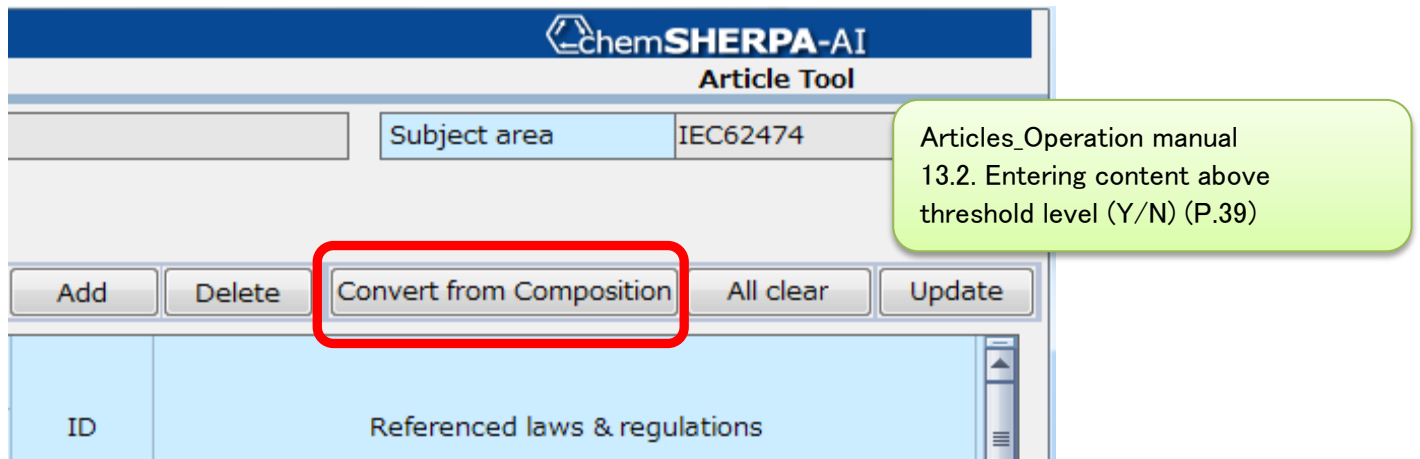 chemSHERPA-AI
Article Tool
Subject area IEC62474
Articles_Operation manual
13.2. Entering content above
threshold level (Y/N) (P.39)
Add Delete Convert from Composition All clear Update
ID Referenced laws & regulations